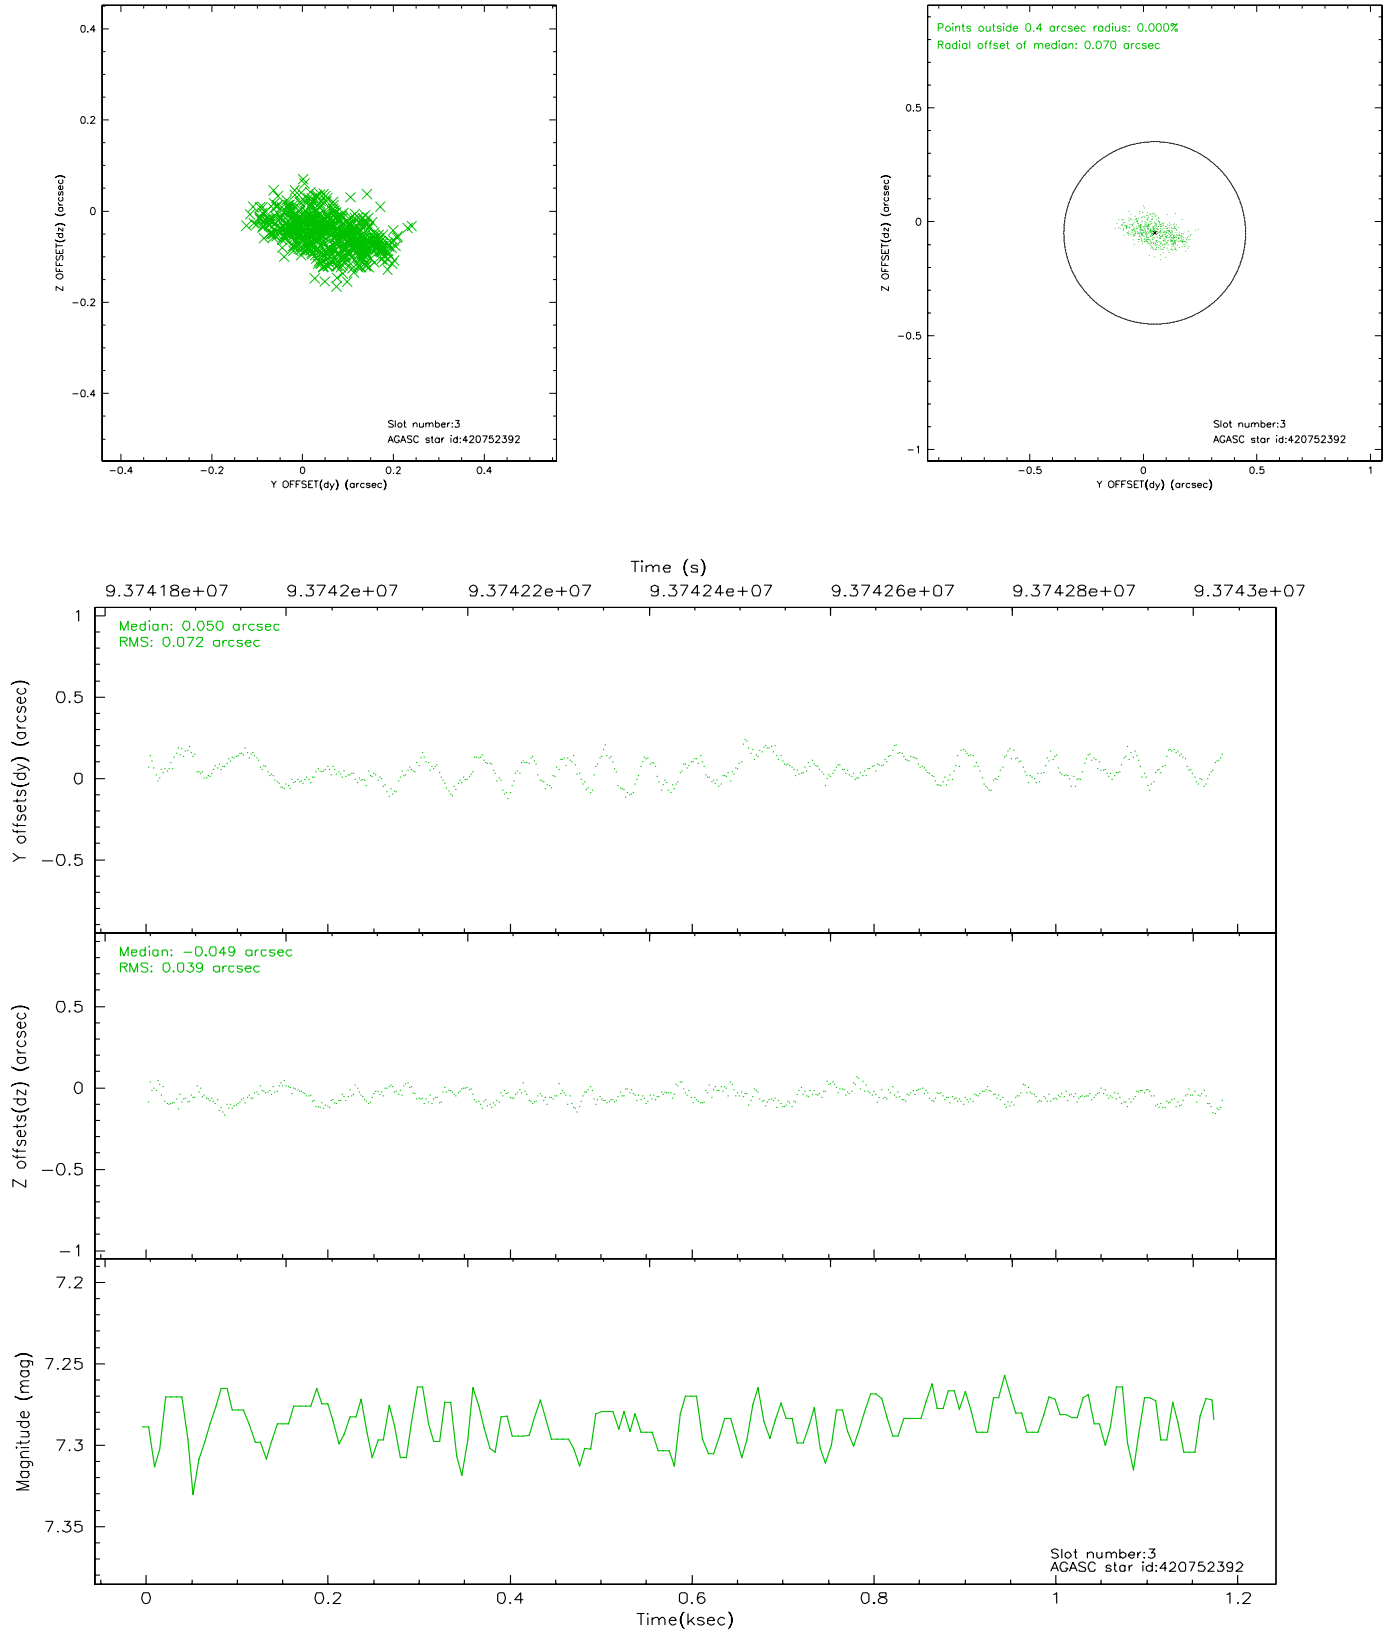 0.4
0.2
0
−0.2
−0.4
Z OFFSET(dz) (arcsec)
Slot number:3
AGASC star id:420752392
−0.4 −0.2 0 0.2 0.4
Y OFFSET(dy) (arcsec)
Points outside 0.4 arcsec radius: 0.000%
Radial offset of median: 0.070 arcsec
0.5
0
−0.5
−1
Z OFFSET(dz) (arcsec)
Slot number:3
AGASC star id:420752392
−0.5 0 0.5 1
Y OFFSET(dy) (arcsec)
Time (s)
9.37418e+07 9.3742e+07 9.37422e+07 9.37424e+07 9.37426e+07 9.37428e+07 9.3743e+07
Median: 0.050 arcsec
RMS: 0.072 arcsec
1
0.5
0
−0.5
Y offsets(dy) (arcsec)
Median: −0.049 arcsec
RMS: 0.039 arcsec
0.5
0
−0.5
−1
Z offsets(dz) (arcsec)
7.2
7.25
7.3
7.35
Magnitude (mag)
Slot number:3
AGASC star id:420752392
0 0.2 0.4 0.6 0.8 1 1.2
Time(ksec)